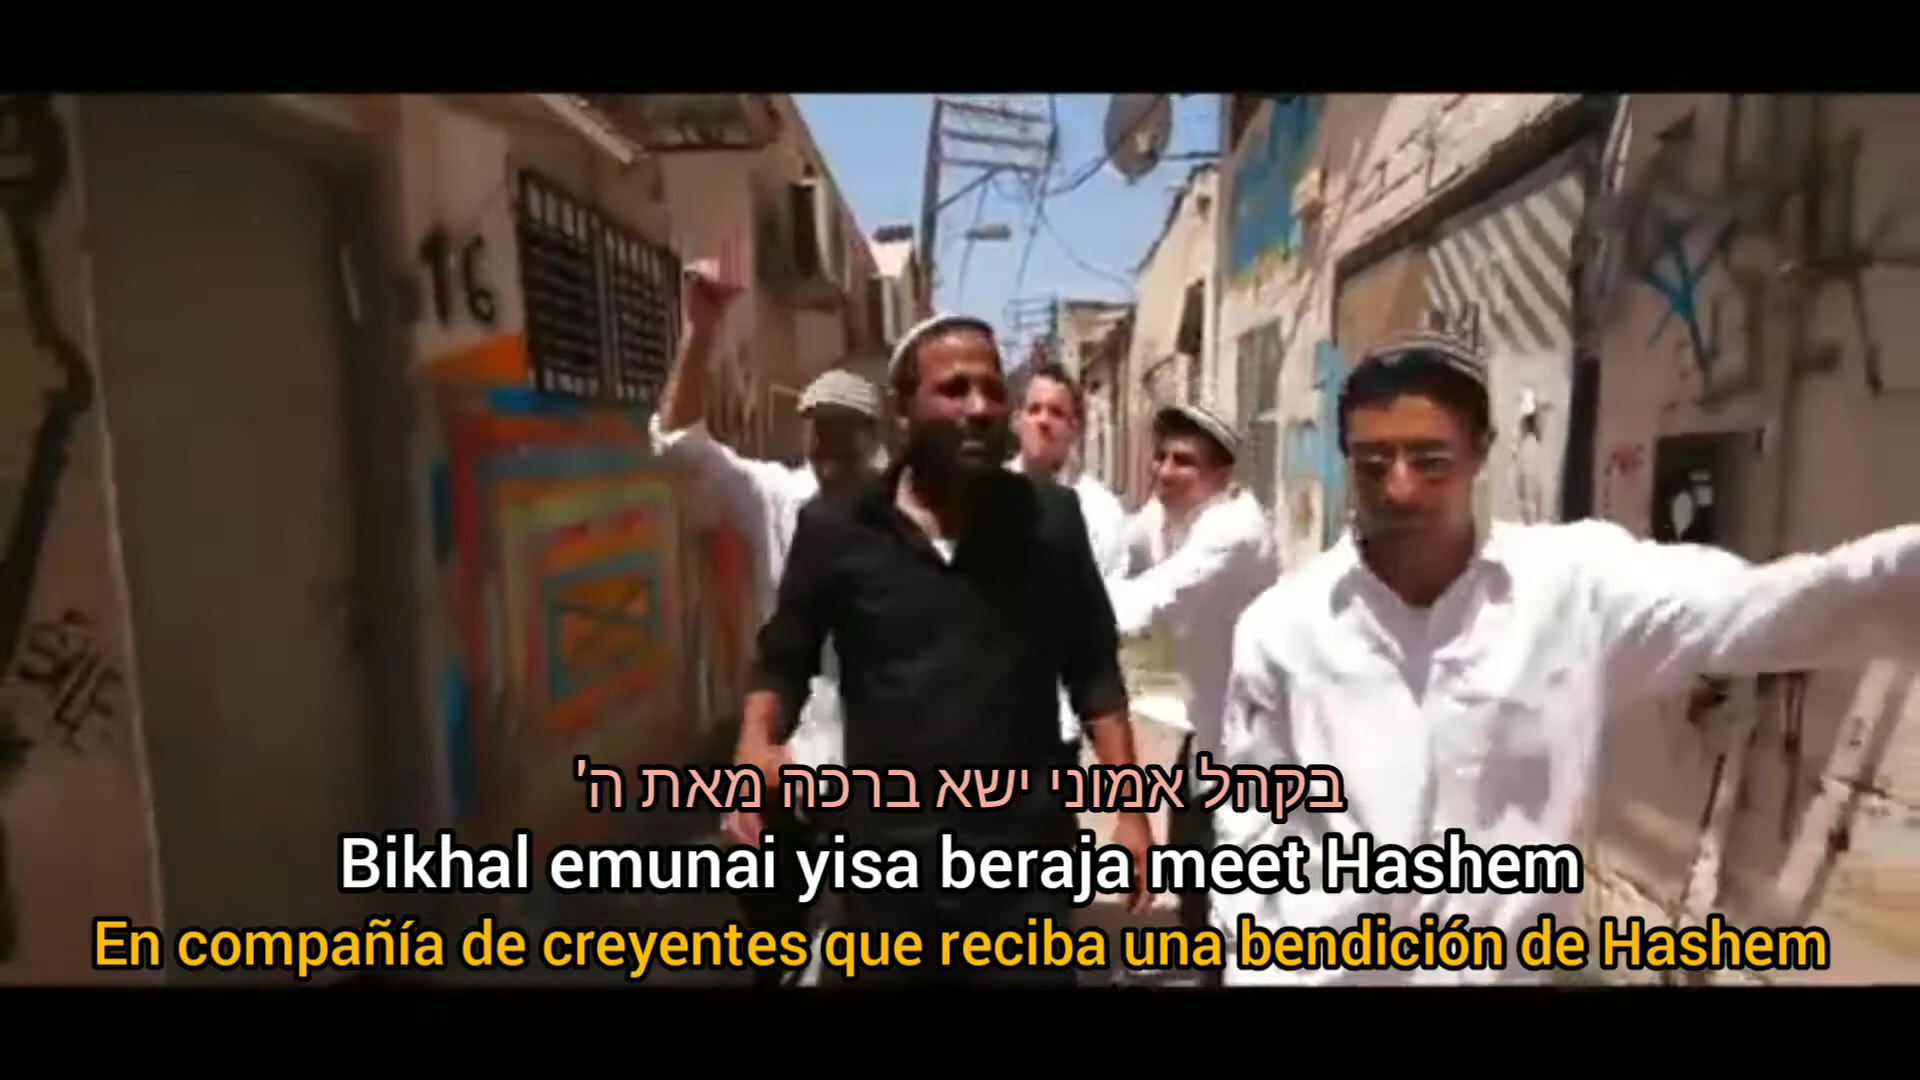 16
בקהל אמוני ישא ברכה מאת ה'
Bikhal emunai yisa beraja meet Hashem
En compañía de creyentes que reciba una bendición de Hashem